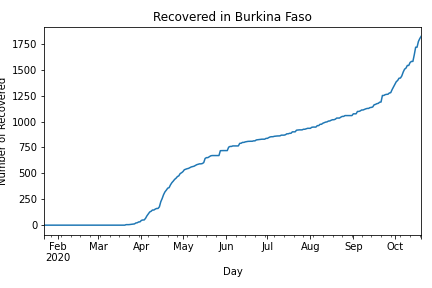 Recovered in Burkina Faso
1750
1500
1250
1000
750
500
250
0
Number of Recovered
Feb Mar Apr May Jun Jul Aug Sep Oct
2020
Day